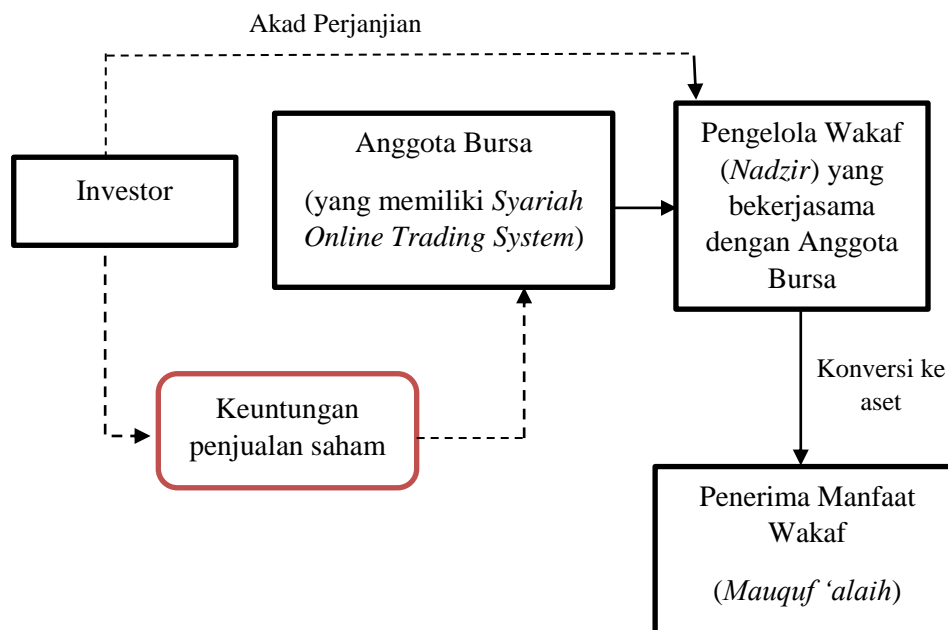 Akad Perjanjian
Investor
Anggota Bursa
(yang memiliki Syariah
Online Trading System)
Pengelola Wakaf
(Nadzir) yang
bekerjasama
dengan Anggota
Bursa
Keuntungan
penjualan saham
Konversi ke
aset
Penerima Manfaat
Wakaf
(Mauquf ‘alaih)